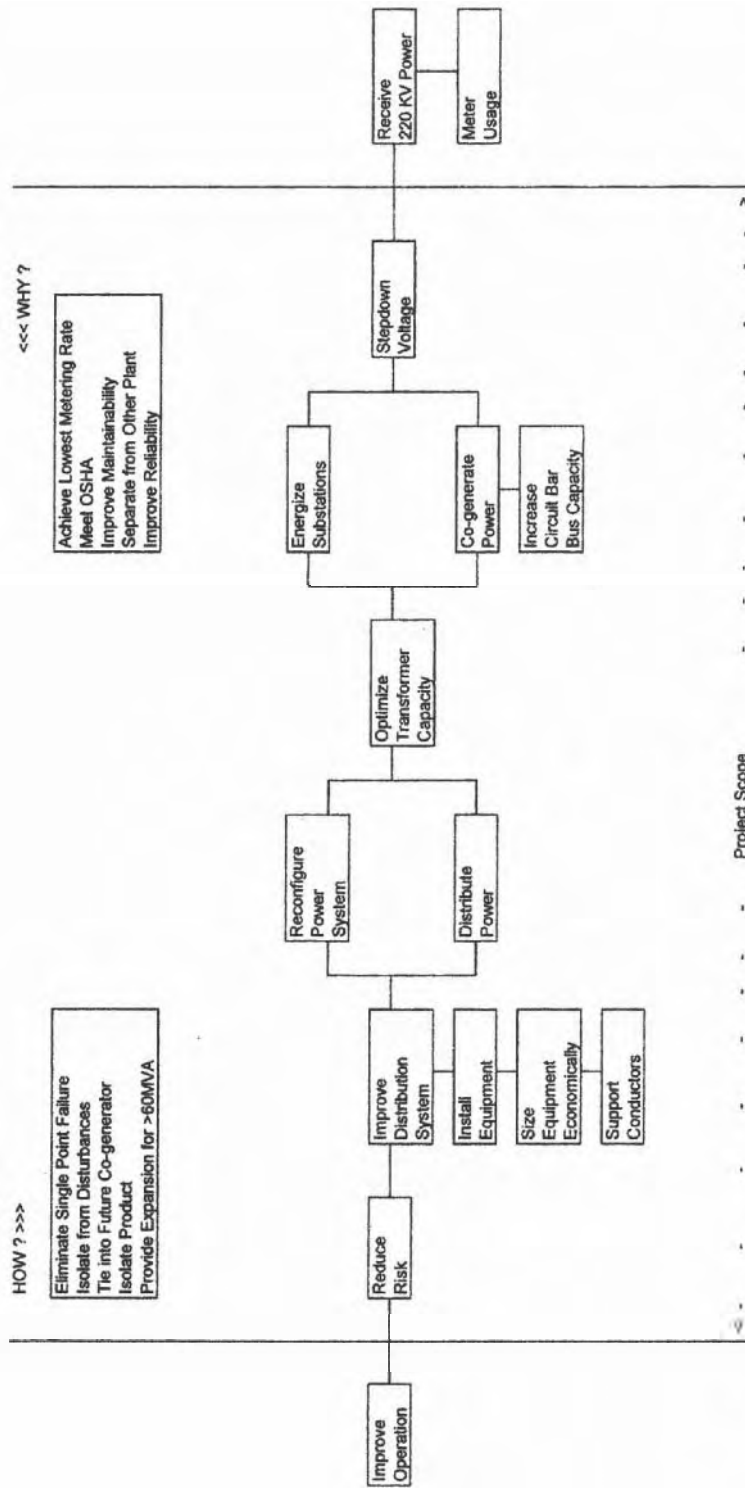 HOW ? >>>
<<< WHY ?
Eliminate Single Point Failure
Isolate from Disturbances
Tie into Future Co-generator
Isolate Product
Provide Expansion for >60MVA
Achieve Lowest Metering Rate
Meet OSHA
Improve Maintainability
Separate from Other Plant
Improve Reliability
Improve
Operation
Reduce
Risk
Improve
Distribution
System
Install
Equipment
Size
Equipment
Economically
Support
Conductors
Reconfigure
Power
System
Distribute
Power
Optimize
Transformer
Capacity
Energize
Substations
Co-generate
Power
Increase
Circuit Bar
Bus Capacity
Stepdown
Voltage
Receive
220 KV Power
Meter
Usage
Project Scope